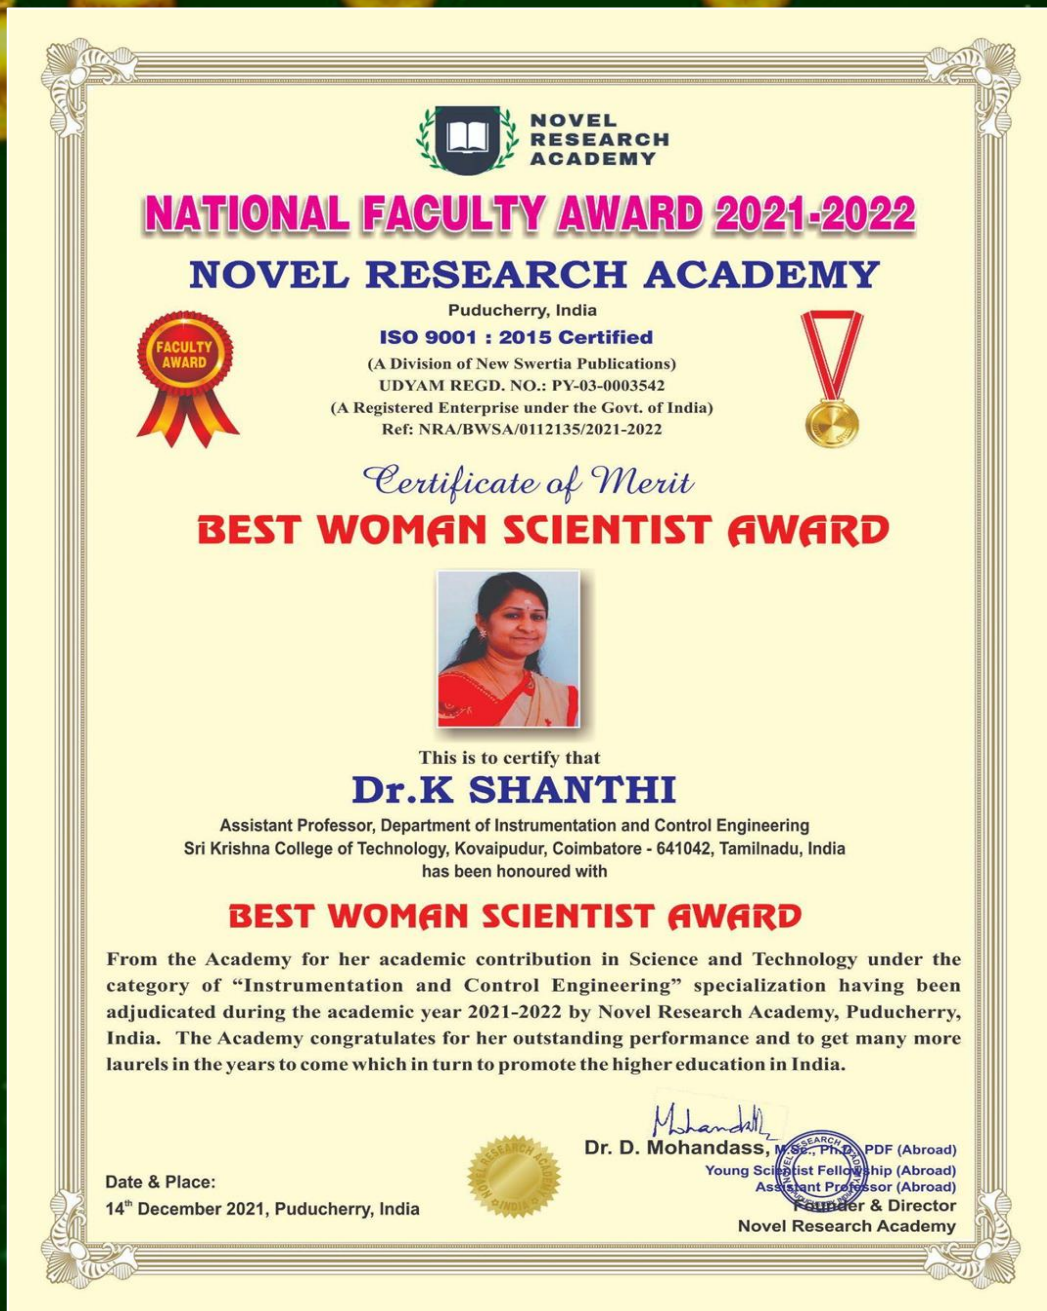 NOVEL
RESEARCH
ACADEMY
NATIONAL FACULTY AWARD 2021-2022
NOVEL RESEARCH ACADEMY
Puducherry, India
ISO 9001 : 2015 Certified
(A Division of New Swertia Publications)
UDYAM REGD. NO.: PY-03-0003542
(A Registered Enterprise under the Govt. of India)
Ref: NRA/BWSA/0112135/2021-2022
FACULTY
AWARD
Certificate of Merit
BEST WOMAN SCIENTIST AWARD
This is to certify that
Dr.K SHANTHI
Assistant Professor, Department of Instrumentation and Control Engineering
Sri Krishna College of Technology, Kovaipudur, Coimbatore - 641042, Tamilnadu, India
has been honoured with
BEST WOMAN SCIENTIST AWARD
From the Academy for her academic contribution in Science and Technology under the
category of “Instrumentation and Control Engineering” specialization having been
adjudicated during the academic year 2021-2022 by Novel Research Academy, Puducherry,
India. The Academy congratulates for her outstanding performance and to get many more
laurels in the years to come which in turn to promote the higher education in India.
Dr. D. Mohandass, M.Sc., Ph.D., PDF (Abroad)
Young Scientist Fellowship (Abroad)
Assistant Professor (Abroad)
Founder & Director
Novel Research Academy
NOVEL RESEARCH ACADEMY
INDIA
Date & Place:
14th December 2021, Puducherry, India